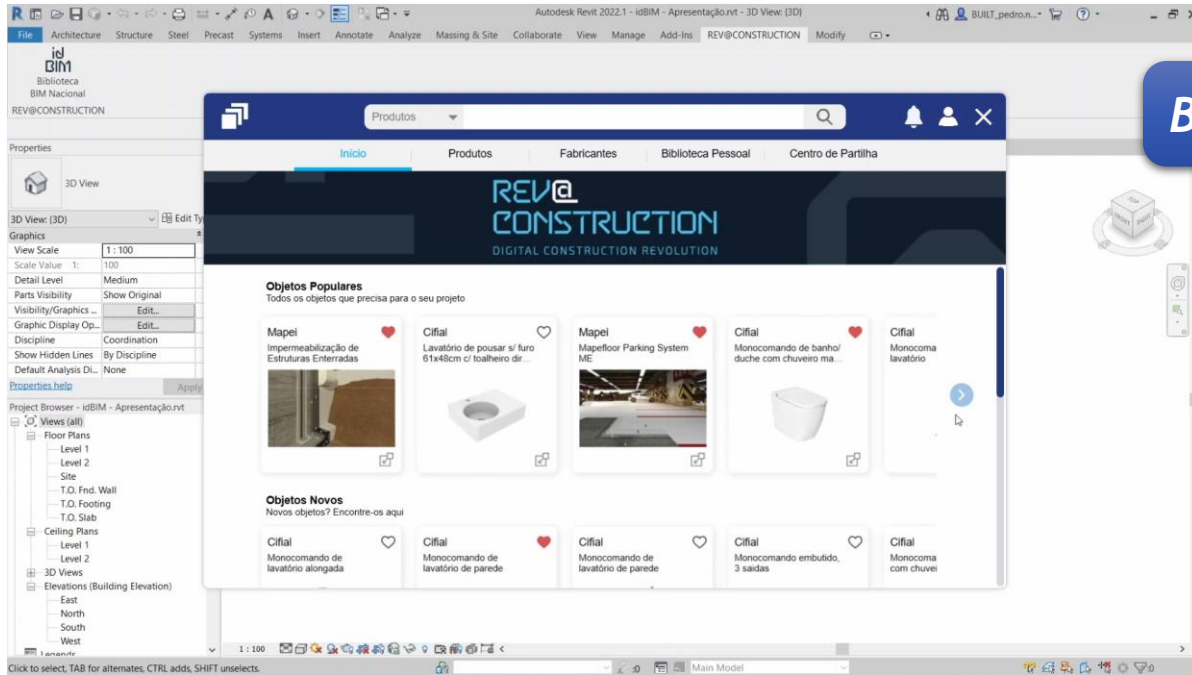 Autodesk Revit 2022.1 - idBIM - Apresentação.rvt - 3D View: {3D}
BUILT_pedro.n...
File Architecture Structure Steel Precast Systems Insert Annotate Analyze Massing & Site Collaborate View Manage Add-Ins REV@CONSTRUCTION Modify
id
BIM
Biblioteca
BIM Nacional
REV@CONSTRUCTION
B
Properties
3D View
3D View: {3D}
Edit Ty
Graphics
View Scale 1 : 100
Scale Value 1: 100
Detail Level Medium
Parts Visibility Show Original
Visibility/Graphics ... Edit...
Graphic Display Op... Edit...
Discipline Coordination
Show Hidden Lines By Discipline
Default Analysis Di... None
Properties help Apply
Project Browser - idBIM - Apresentação.rvt
Views (all)
Floor Plans
Level 1
Level 2
Site
T.O. Fnd. Wall
T.O. Footing
T.O. Slab
Ceiling Plans
Level 1
Level 2
3D Views
Elevations (Building Elevation)
East
North
South
West
Legends
Produtos
Início Produtos Fabricantes Biblioteca Pessoal Centro de Partilha
REV@
CONSTRUCTION
DIGITAL CONSTRUCTION REVOLUTION
Objetos Populares
Todos os objetos que precisa para o seu projeto
Mapei
Impermeabilização de
Estruturas Enterradas
Cifial
Lavatório de pousar s/ furo
61x48cm c/ toalheiro dir...
Mapei
Mapefloor Parking System
ME
Cifial
Monocomando de banho/
duche com chuveiro ma...
Cifial
Monocoma
lavatório
Objetos Novos
Novos objetos? Encontre-os aqui
Cifial
Monocomando de
lavatório alongada
Cifial
Monocomando de
lavatório de parede
Cifial
Monocomando de
lavatório de parede
Cifial
Monocomando embutido,
3 saidas
Cifial
Monocoma
com chuvei
TOP
FRONT
RIGHT
1 : 100
Click to select, TAB for alternates, CTRL adds, SHIFT unselects.
:0
Main Model
:0